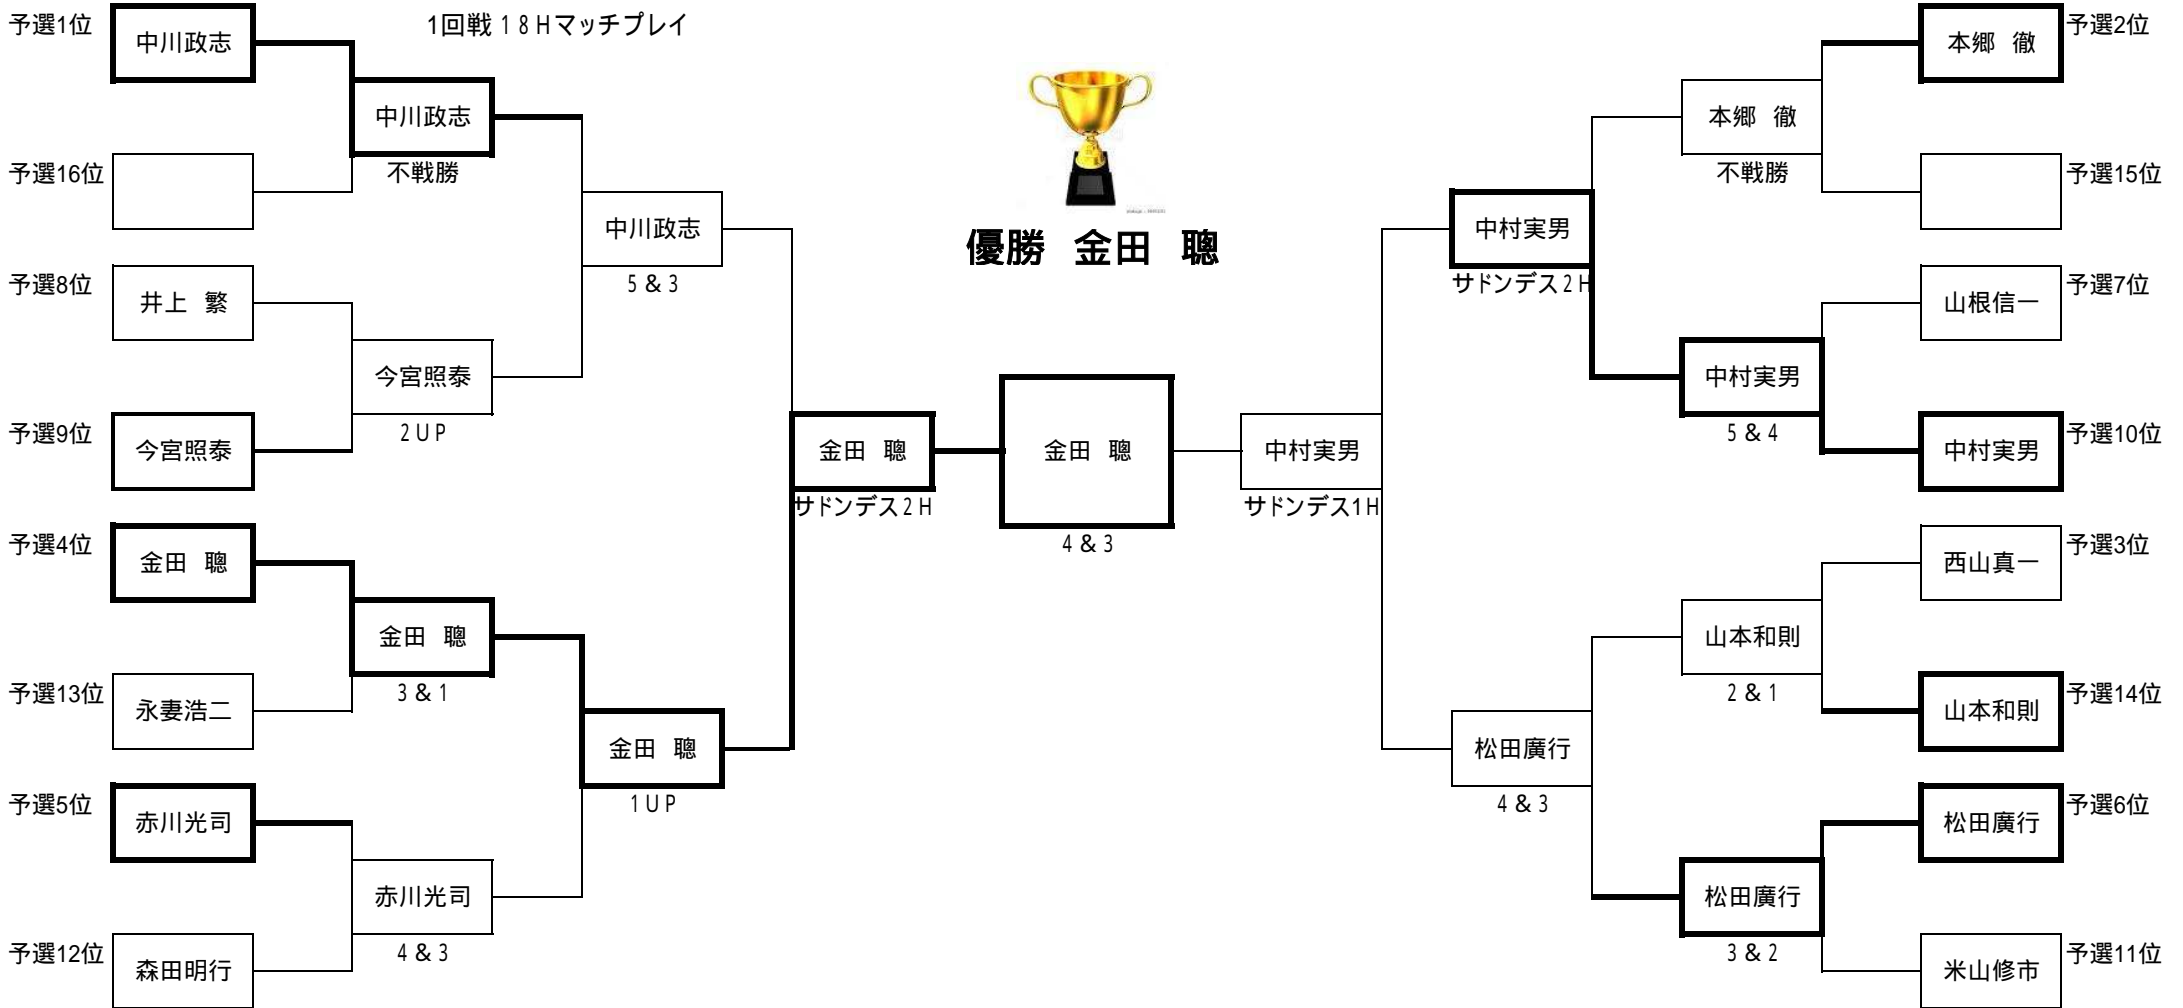 予選1位
中川政志
1回戦 18Hマッチプレイ
本郷 徹
予選2位
中川政志
不戦勝
本郷 徹
不戦勝
予選16位
予選15位
中川政志
5&3
優勝 金田 聰
中村実男
サドンデス2H
予選8位
井上 繁
山根信一
予選7位
今宮照泰
2UP
中村実男
5&4
予選9位
今宮照泰
金田 聰
サドンデス2H
金田 聰
4&3
中村実男
サドンデス1H
中村実男
予選10位
予選4位
金田 聰
西山真一
予選3位
金田 聰
3&1
山本和則
2&1
予選13位
永妻浩二
山本和則
予選14位
金田 聰
1UP
松田廣行
4&3
予選5位
赤川光司
松田廣行
予選6位
赤川光司
4&3
松田廣行
3&2
予選12位
森田明行
米山修市
予選11位